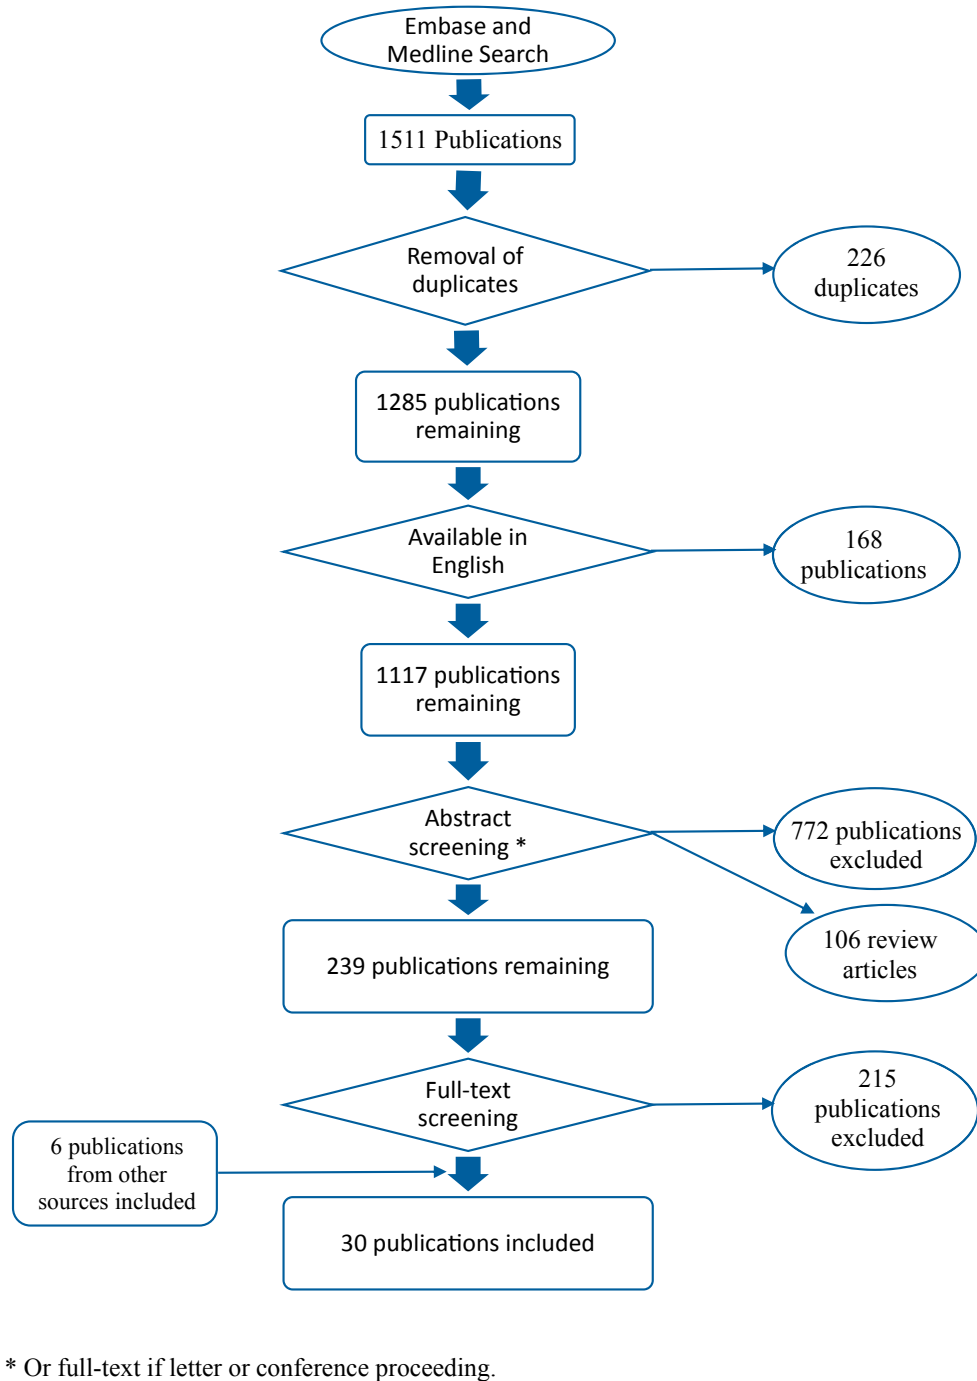 Embase and
Medline Search
1511 Publications
Removal of
duplicates
226
duplicates
1285 publications
remaining
Available in
English
168
publications
1117 publications
remaining
Abstract
screening *
772 publications
excluded
106 review
articles
239 publications remaining
Full-text
screening
215
publications
excluded
6 publications
from other
sources included
30 publications included
* Or full-text if letter or conference proceeding.